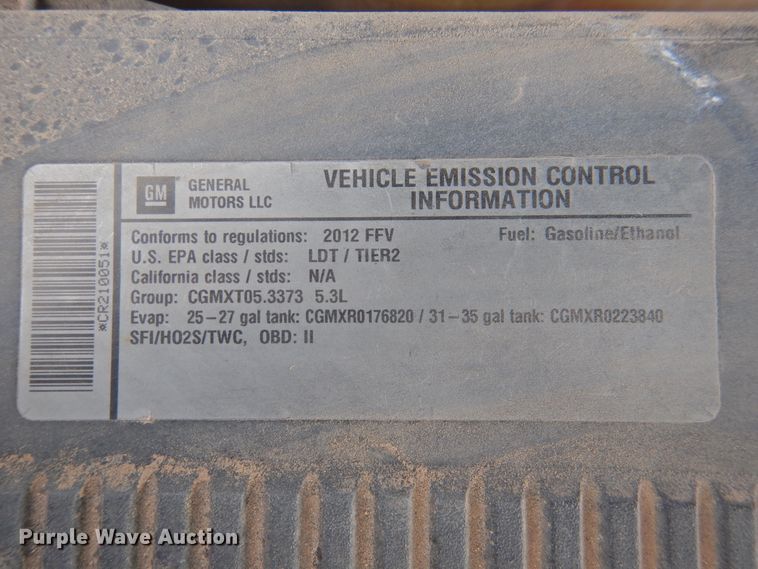 GM
GENERAL
MOTORS LLC
VEHICLE EMISSION CONTROL
INFORMATION
Conforms to regulations: 2012 FFV Fuel: Gasoline/Ethanol
U.S. EPA class / stds: LDT / TIER2
California class / stds: N/A
Group: CGMXT05.3373 5.3L
Evap: 25-27 gal tank: CGMXR0176820 / 31-35 gal tank: CGMXR0223840
SFI/HO2S/TWC, OBD: II
*CR210051*
Purple Wave Auction